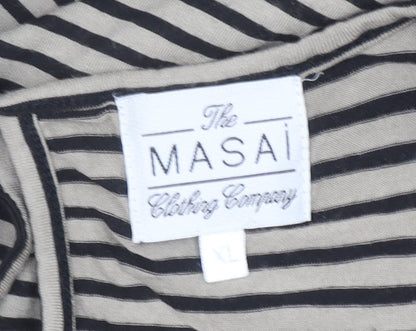 The
MASAi
Clothing Company
XL